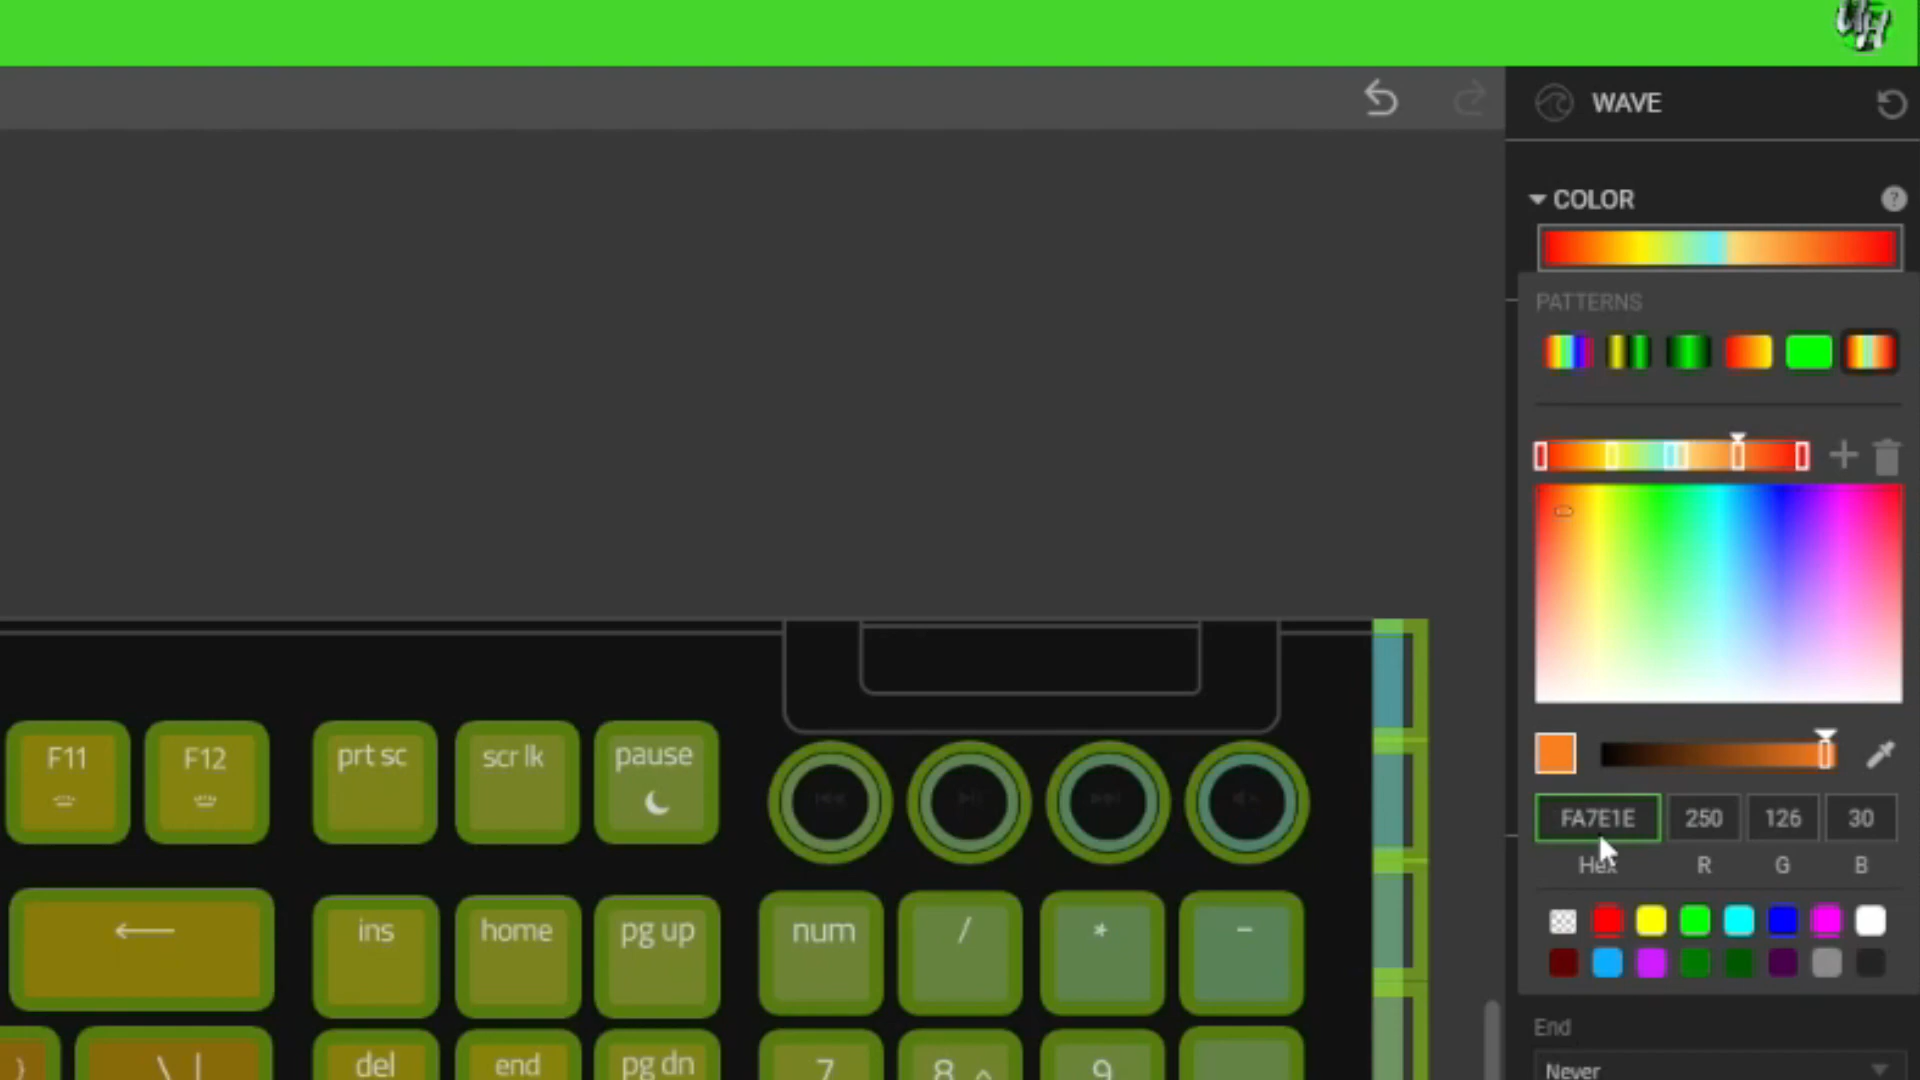 WAVE
COLOR
?
PATTERNS
FA7E1E 250 126 30
Hex R G B
End
Never
F11 F12 prt sc scr lk pause
ins home pg up num / * -
\ | del end pg dn 7 8 9